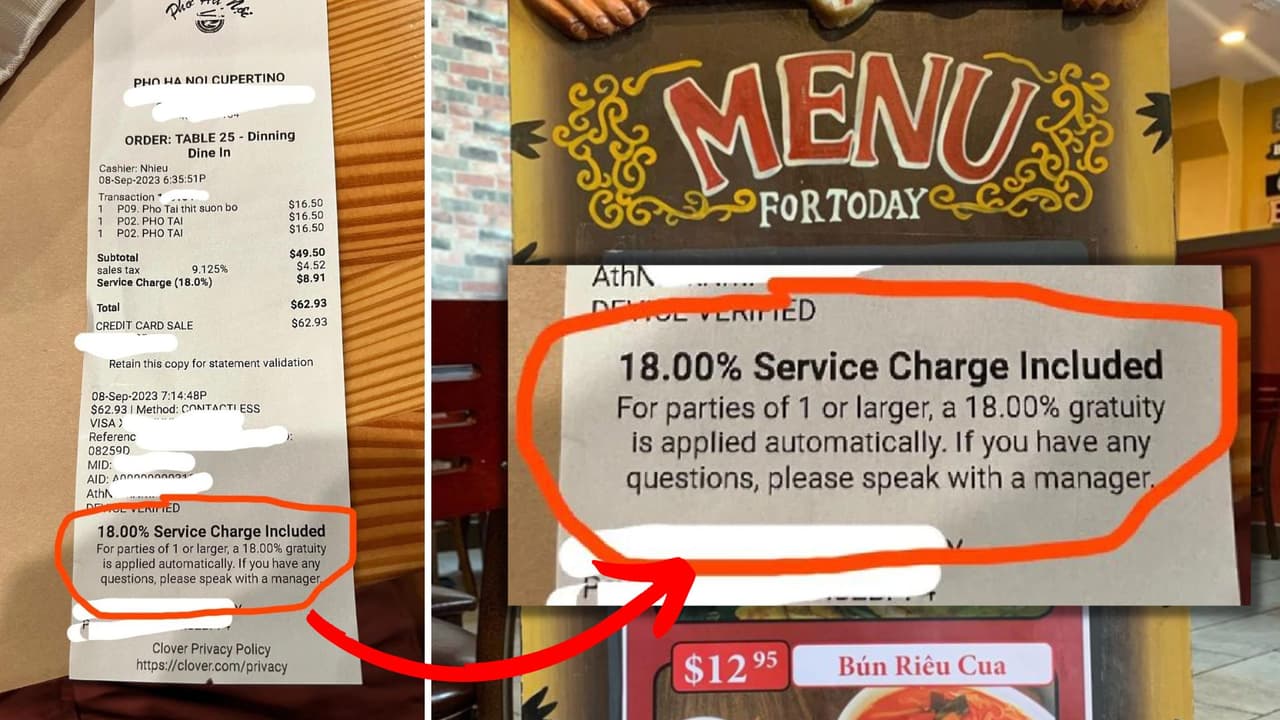 Pho Ha Noi
PHO HA NOI CUPERTINO
ORDER: TABLE 25 - Dinning
Dine In
Cashier: Nhieu
08-Sep-2023 6:35:51P
Transaction
1 P09. Pho Tai thit suon bo $16.50
1 P02. PHO TAI $16.50
1 P02. PHO TAI $16.50
Subtotal $49.50
sales tax 9.125% $4.52
Service Charge (18.0%) $8.91
Total $62.93
CREDIT CARD SALE $62.93
Retain this copy for statement validation
08-Sep-2023 7:14:48P
$62.93 | Method: CONTACTLESS
VISA
08259D
MID:
AID:
DEVICE VERIFIED
18.00% Service Charge Included
For parties of 1 or larger, a 18.00% gratuity
is applied automatically. If you have any
questions, please speak with a manager.
Clover Privacy Policy
https://clover.com/privacy
MENU
FOR TODAY
DEVICE VERIFIED
18.00% Service Charge Included
For parties of 1 or larger, a 18.00% gratuity
is applied automatically. If you have any
questions, please speak with a manager.
$12 95 Bún Riêu Cua